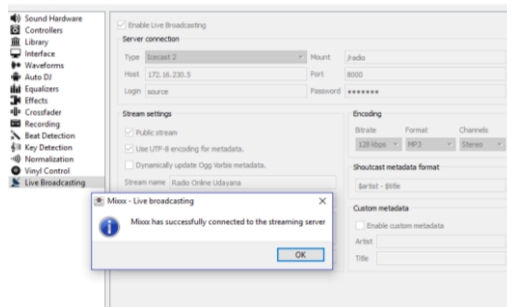 Sound Hardware
Controllers
Library
Interface
Waveforms
Auto DJ
Equalizers
Effects
Crossfader
Recording
Beat Detection
Key Detection
Normalization
Vinyl Control
Live Broadcasting
Enable Live Broadcasting
Server connection
Type Icecast 2 Mount /radio
Host 172.16.230.5 Port 8000
Login source Password •••••••
Stream settings
Public stream
Use UTF-8 encoding for metadata.
Dynamically update Ogg Vorbis metadata.
Stream name Radio Online Udayana
Encoding
Bitrate Format Channels
128 kbps MP3 Stereo
Shoutcast metadata format
$artist - $title
Custom metadata
Enable custom metadata
Artist
Title
Mixxx - Live broadcasting
Mixxx has successfully connected to the streaming server
OK